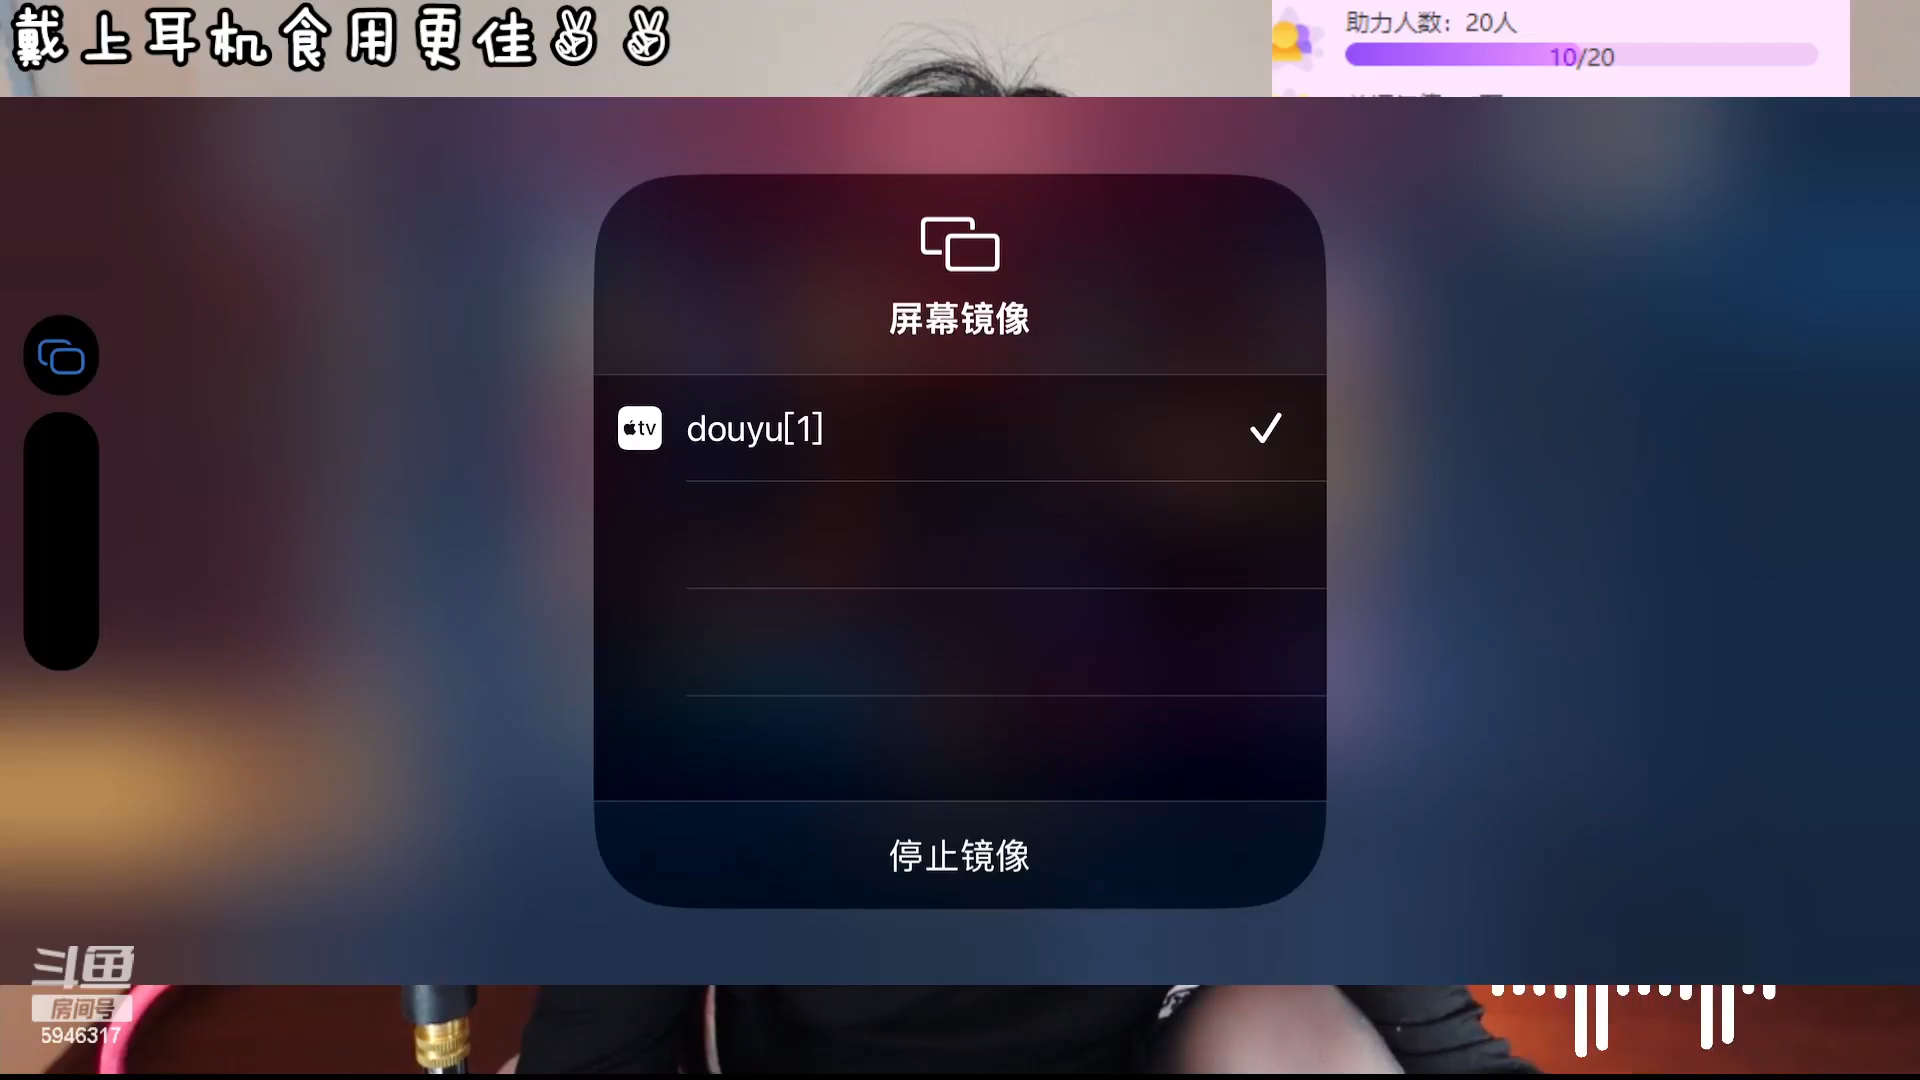 戴上耳机食用更佳✌✌
助力人数：20人
10/20
屏幕镜像
tv
douyu[1]
停止镜像
斗鱼
房间号
5946317